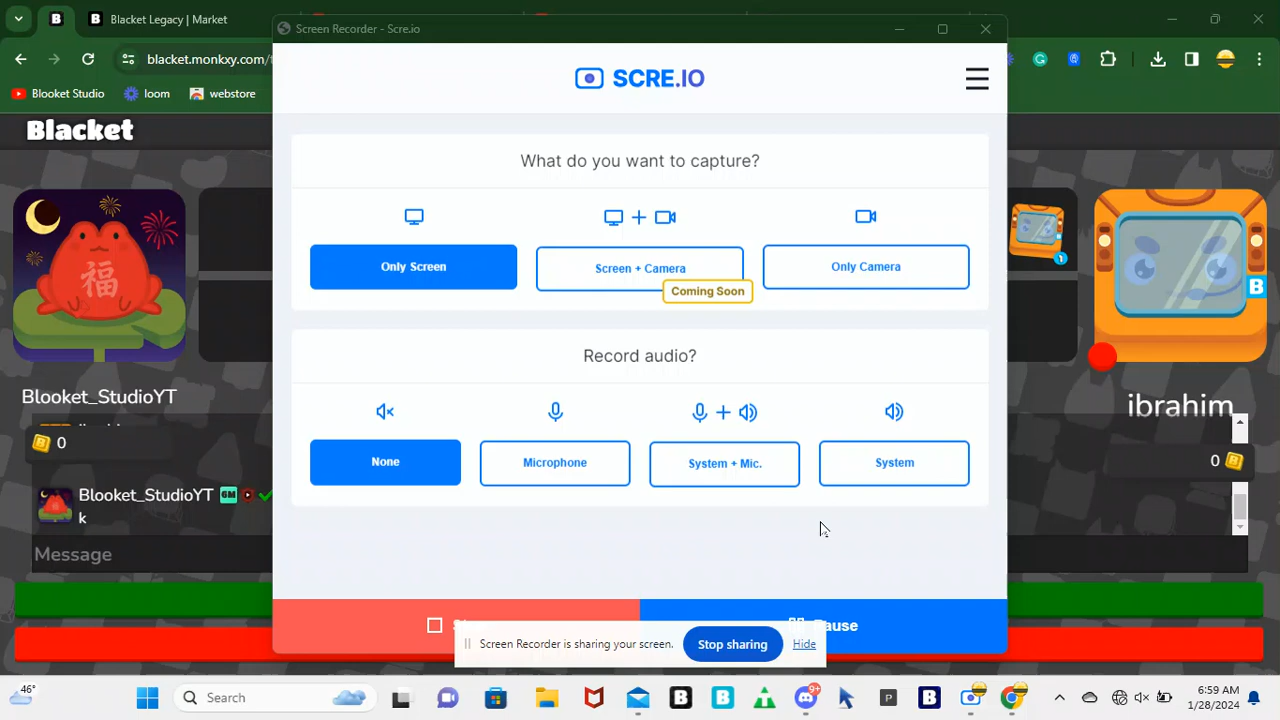 Blacket Legacy | Market
Screen Recorder - Scre.io
blacket.monkxy.com/
SCRE.IO
Blooket Studio
loom
webstore
Blacket
What do you want to capture?
Only Screen
Screen + Camera
Only Camera
Coming Soon
Record audio?
None
Microphone
System + Mic.
System
福
Blooket_StudioYT
ibrahim
0
0
Blooket_StudioYT GM
k
Message
Pause
Screen Recorder is sharing your screen.
Stop sharing
Hide
46°
Search
9+
6:59 AM
1/28/2024